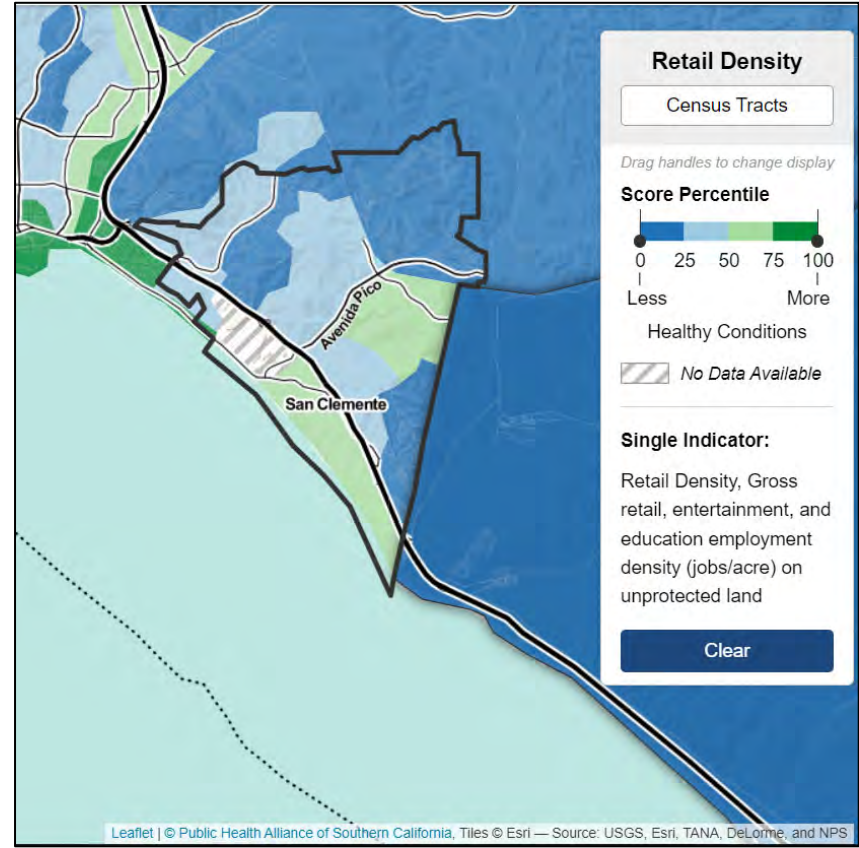 Retail Density
Census Tracts
Drag handles to change display
Score Percentile
0 25 50 75 100
Less More
Healthy Conditions
No Data Available
Single Indicator:
Retail Density, Gross
retail, entertainment, and
education employment
density (jobs/acre) on
unprotected land
Clear
Avenida Pico
San Clemente
Leaflet | © Public Health Alliance of Southern California, Tiles © Esri — Source: USGS, Esri, TANA, DeLorme, and NPS